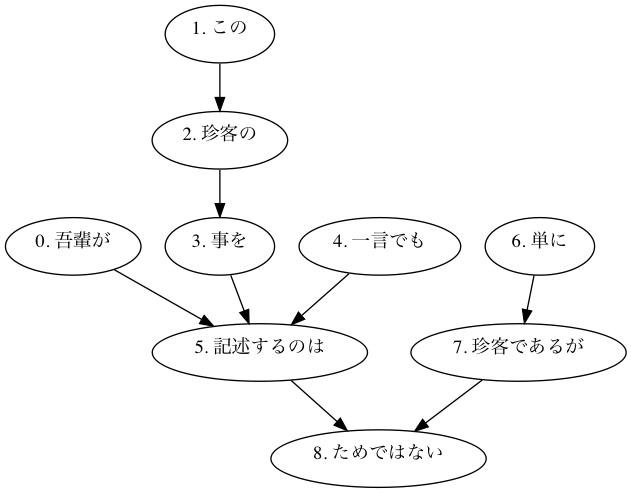 1. この
2. 珍客の
0. 吾輩が
3. 事を
4. 一言でも
6. 単に
5. 記述するのは
7. 珍客であるが
8. ためではない